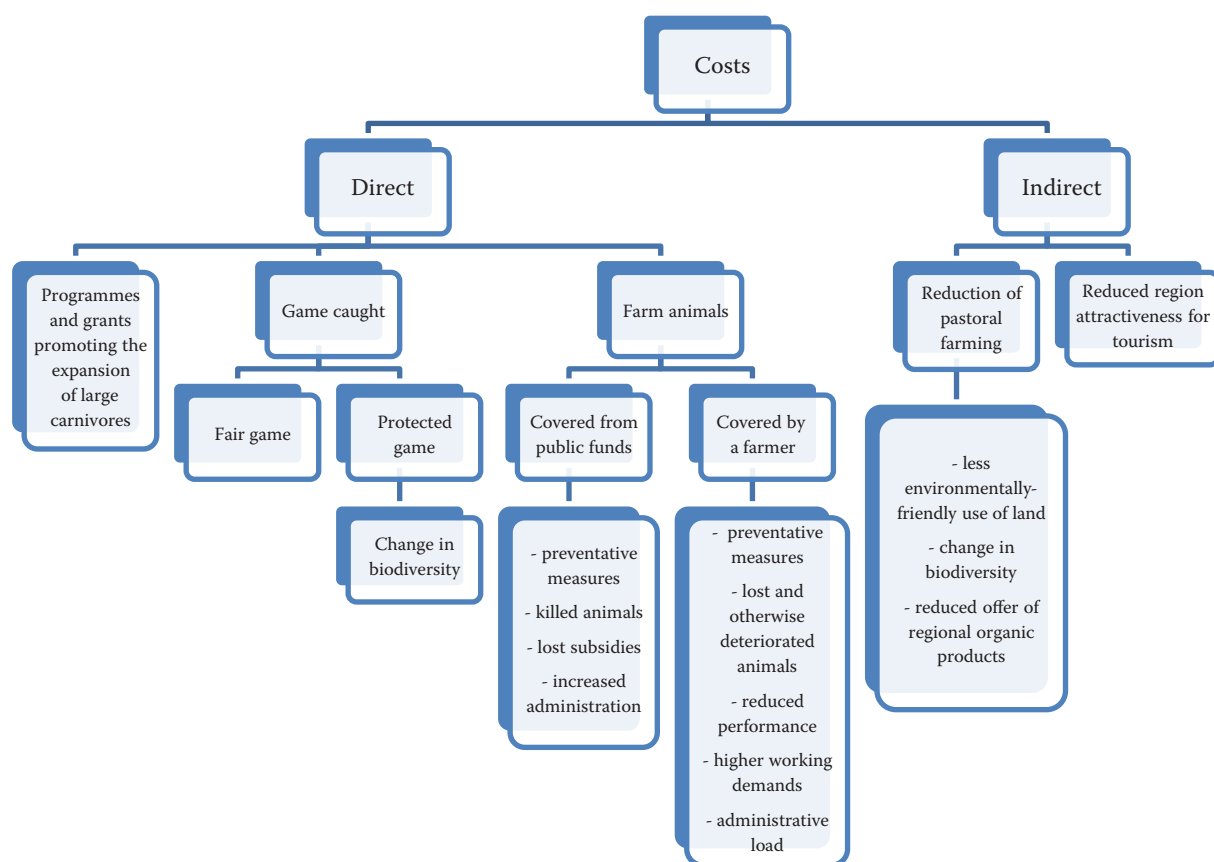 Costs
Direct
Indirect
Programmes
and grants
promoting the
expansion
of large
carnivores
Game caught
Farm animals
Reduction of
pastoral
farming
Reduced region
attractiveness for
tourism
Fair game
Protected
game
Covered from
public funds
Covered by
a farmer
- less
environmentally-
friendly use of land
- change in
biodiversity
- reduced offer of
regional organic
products
Change in
biodiversity
- preventative
measures
- killed animals
- lost subsidies
- increased
administration
- preventative
measures
- lost and
otherwise
deteriorated
animals
- reduced
performance
- higher working
demands
- administrative
load